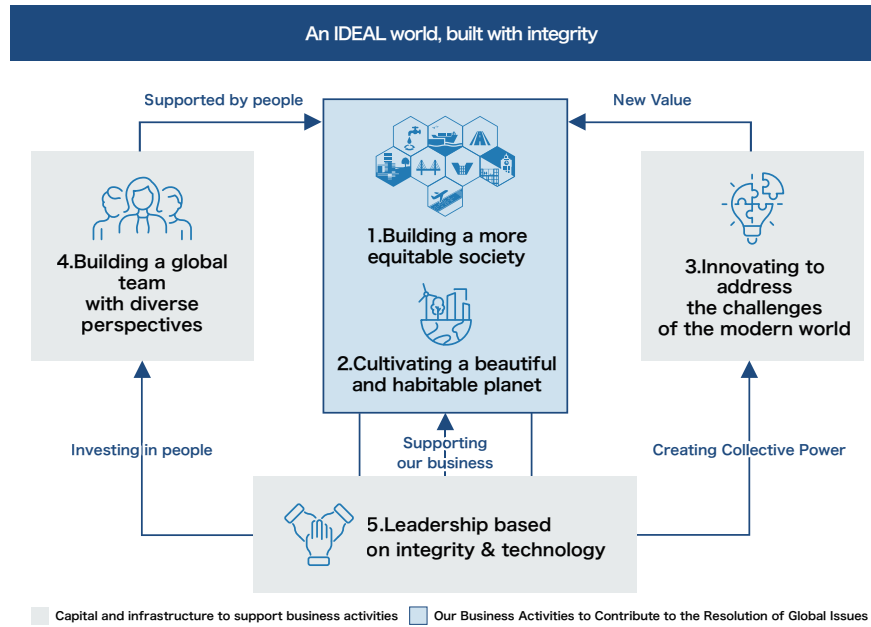 An IDEAL world, built with integrity
Supported by people
New Value
1.Building a more
equitable society
4.Building a global
team
with diverse
perspectives
3.Innovating to
address
the challenges
of the modern world
2.Cultivating a beautiful
and habitable planet
Investing in people
Supporting
our business
Creating Collective Power
5.Leadership based
on integrity & technology
Capital and infrastructure to support business activities
Our Business Activities to Contribute to the Resolution of Global Issues